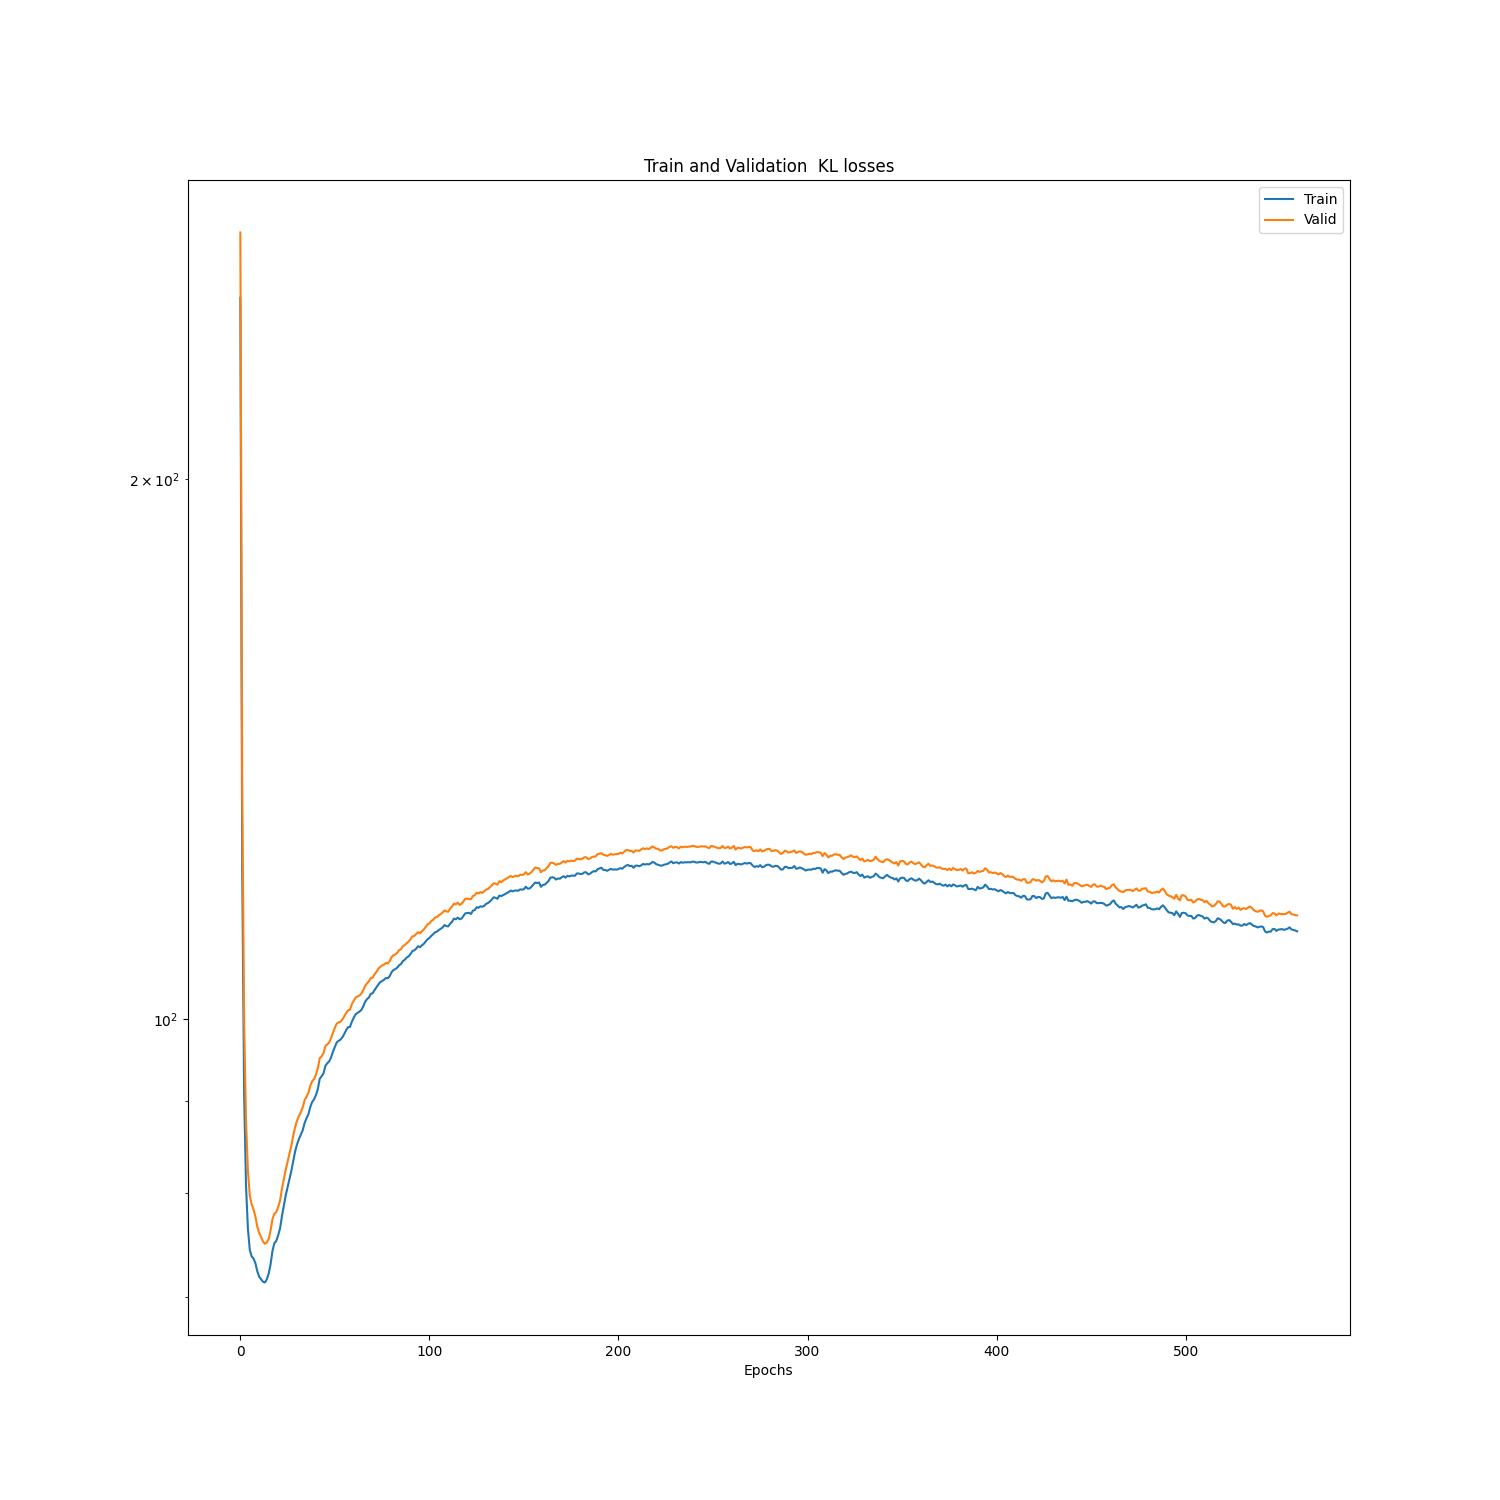 Train and Validation  KL losses
Train
Valid
2 × 10²
10²
0 100 200 300 400 500
Epochs